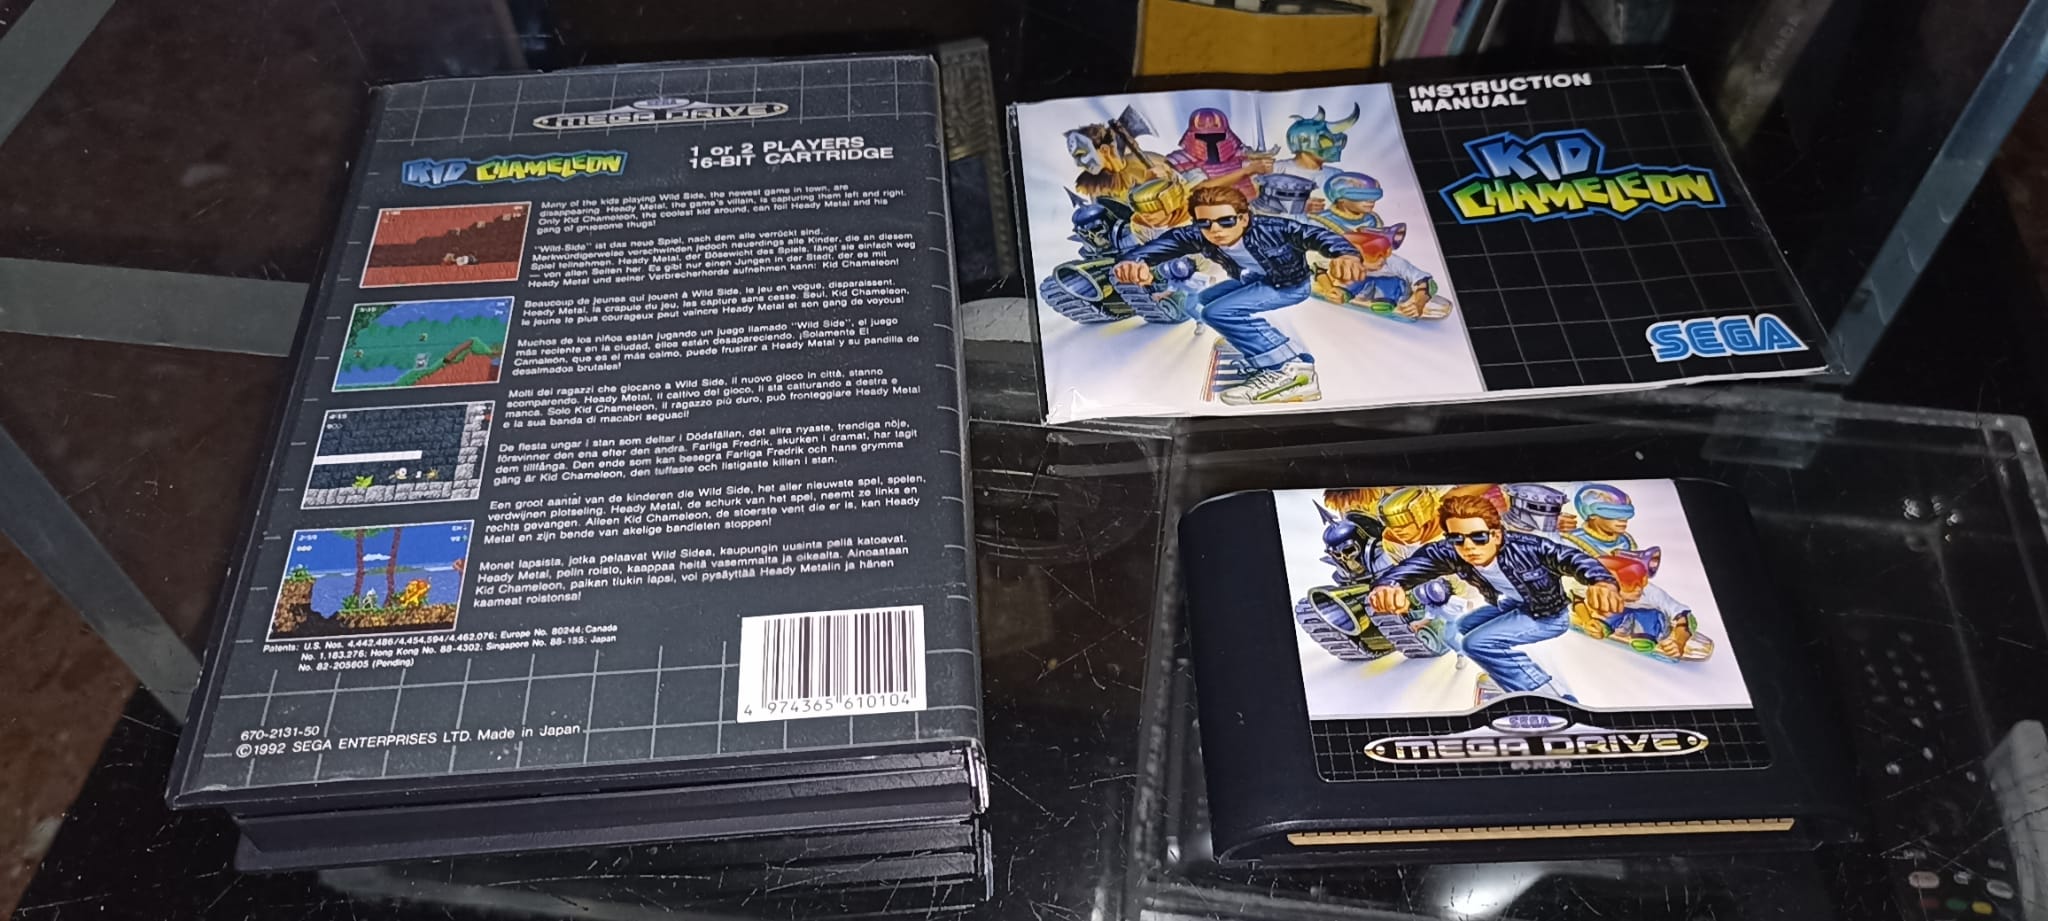 MEGA DRIVE
KID CHAMELEON
1 or 2 PLAYERS
16-BIT CARTRIDGE
Many of the kids playing Wild Side, the newest game in town, are
disappearing. Heady Metal, the game's villain, is capturing them left and right.
Only Kid Chameleon, the coolest kid around, can foil Heady Metal and his
gang of gruesome thugs!
"Wild-Side" ist das neue Spiel, nach dem alle verrückt sind.
Merkwürdigerweise verschwinden jedoch neuerdings alle Kinder, die an diesem
Spiel teilnehmen. Heady Metal, der Bösewicht des Spiels, fängt sie einfach weg
– von allen Seiten her. Es gibt nur einen Jungen in der Stadt, der es mit
Heady Metal und seiner Verbrecherhorde aufnehmen kann: Kid Chameleon!
Beaucoup de jeunes qui jouent à Wild Side, le jeu en vogue, disparaissent.
Heady Metal, la crapule du jeu, les capture sans cesse. Seul, Kid Chameleon,
le jeune le plus courageux peut vaincre Heady Metal et son gang de voyous!
Muchos de los niños están jugando un juego llamado "Wild Side", el juego
más reciente en la ciudad, ellos están desapareciendo. ¡Solamente El
Camaleón, que es el más calmo, puede frustrar a Heady Metal y su pandilla de
desalmados brutales!
Molti dei ragazzi che giocano a Wild Side, il nuovo gioco in città, stanno
scomparendo. Heady Metal, il cattivo del gioco, li sta catturando a destra e
manca. Solo Kid Chameleon, il ragazzo più duro, può fronteggiare Heady Metal
e la sua banda di macabri seguaci!
De flesta ungar i stan som deltar i Dödsfällan, det allra nyaste, trendiga nöje,
försvinner den ena efter den andra. Farliga Fredrik, skurken i dramat, har tagit
dem tillfånga. Den ende som kan besegra Farliga Fredrik och hans grymma
gäng är Kid Chameleon, den tuffaste och listigaste killen i stan.
Een groot aantal van de kinderen die Wild Side, het aller nieuwste spel, spelen,
verdwijnen plotseling. Heady Metal, de schurk van het spel, neemt ze links en
rechts gevangen. Alleen Kid Chameleon, de stoerste vent die er is, kan Heady
Metal en zijn bende van akelige bandieten stoppen!
Monet lapsista, jotka pelaavat Wild Sidea, kaupungin uusinta peliä katoavat.
Heady Metal, pelin roisto, kaappaa heitä vasemmalta ja oikealta. Ainoastaan
Kid Chameleon, paikan tiukin lapsi, voi pysäyttää Heady Metalin ja hänen
kaameat roistonsa!
Patents: U.S. Nos. 4,442,486/4,454,594/4,462,076; Europe No. 80244; Canada
No. 1,183,276; Hong Kong No. 88-4302; Singapore No. 88-155; Japan
No. 82-205605 (Pending)
4 974365 610104
670-2131-50
©1992 SEGA ENTERPRISES LTD. Made in Japan
INSTRUCTION
MANUAL
KID
CHAMELEON
SEGA
SEGA
MEGA DRIVE